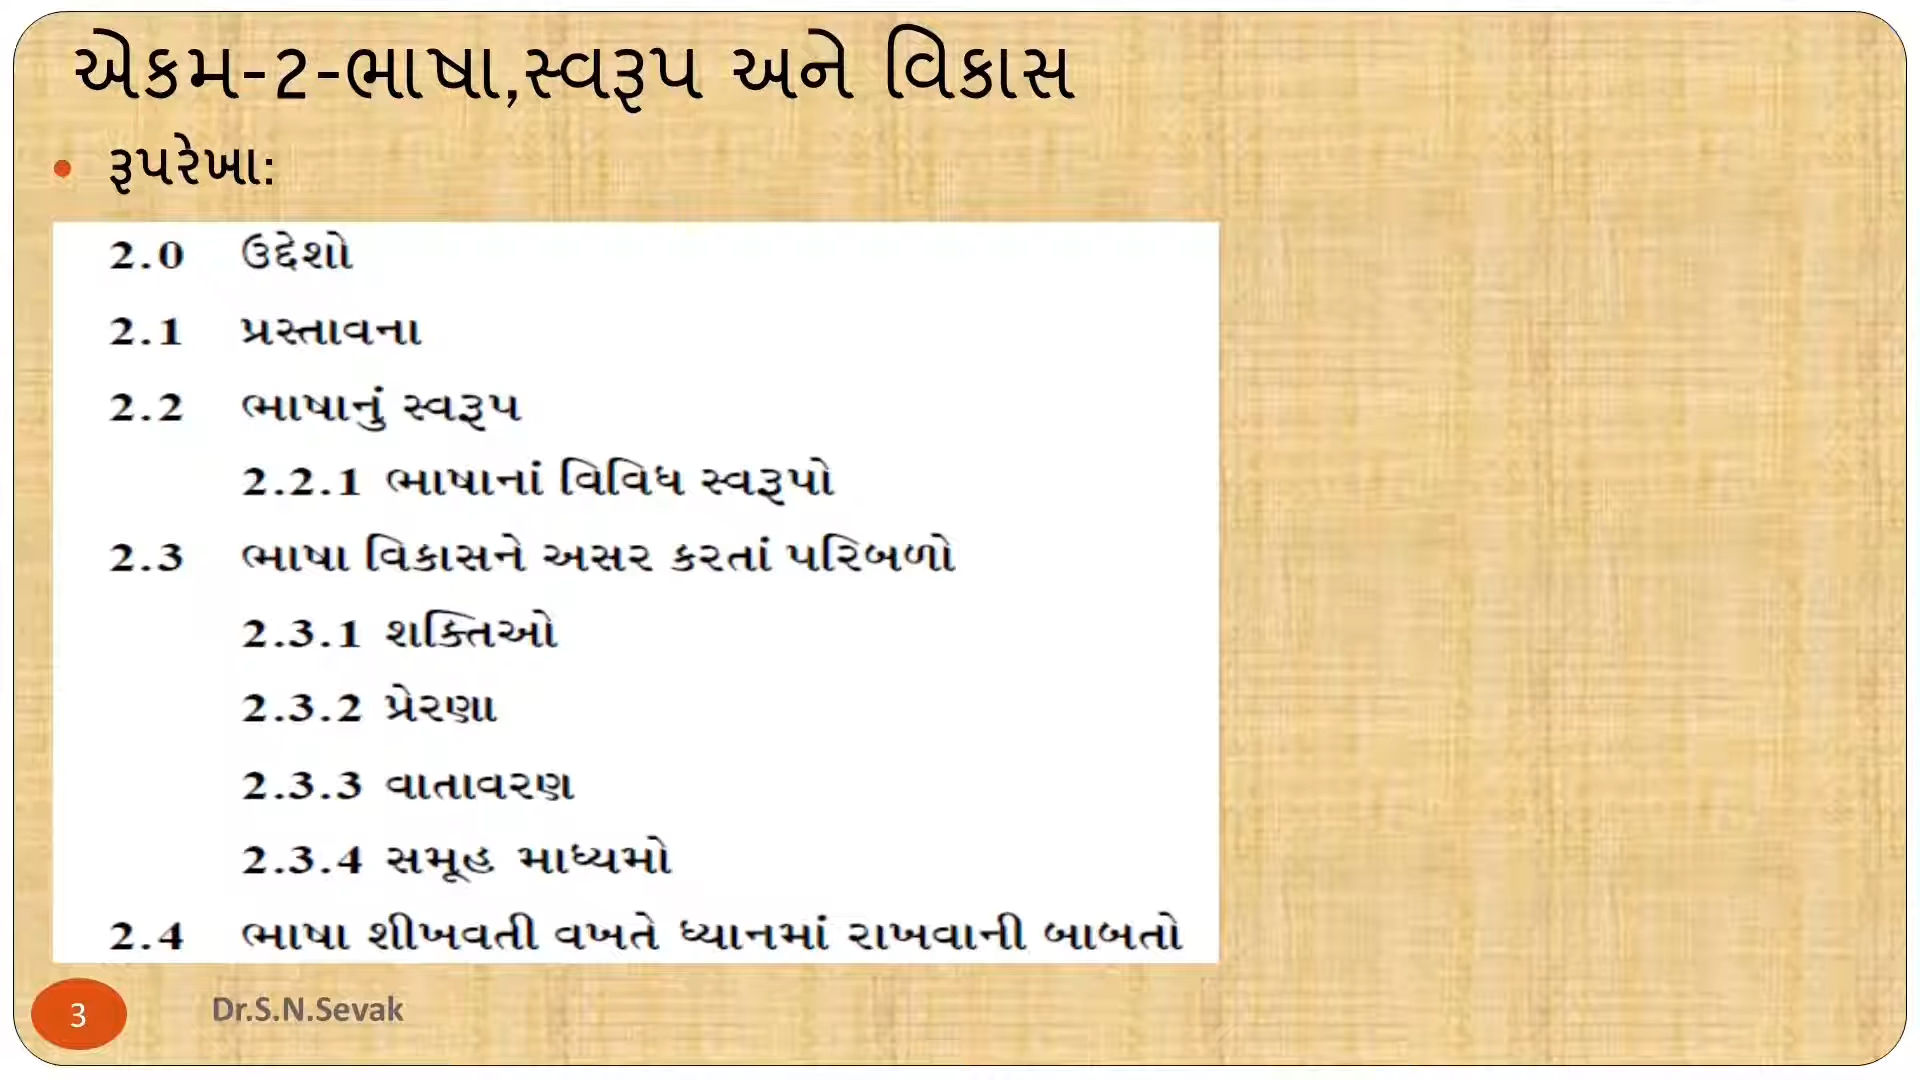 એકમ-2-ભાષા,સ્વરૂપ અને વિકાસ
• રૂપરેખા:
2.0 ઉદ્દેશો
2.1 પ્રસ્તાવના
2.2 ભાષાનું સ્વરૂપ
2.2.1 ભાષાનાં વિવિધ સ્વરૂપો
2.3 ભાષા વિકાસને અસર કરતાં પરિબળો
2.3.1 શક્તિઓ
2.3.2 પ્રેરણા
2.3.3 વાતાવરણ
2.3.4 સમૂહ માધ્યમો
2.4 ભાષા શીખવતી વખતે ધ્યાનમાં રાખવાની બાબતો
3 Dr.S.N.Sevak